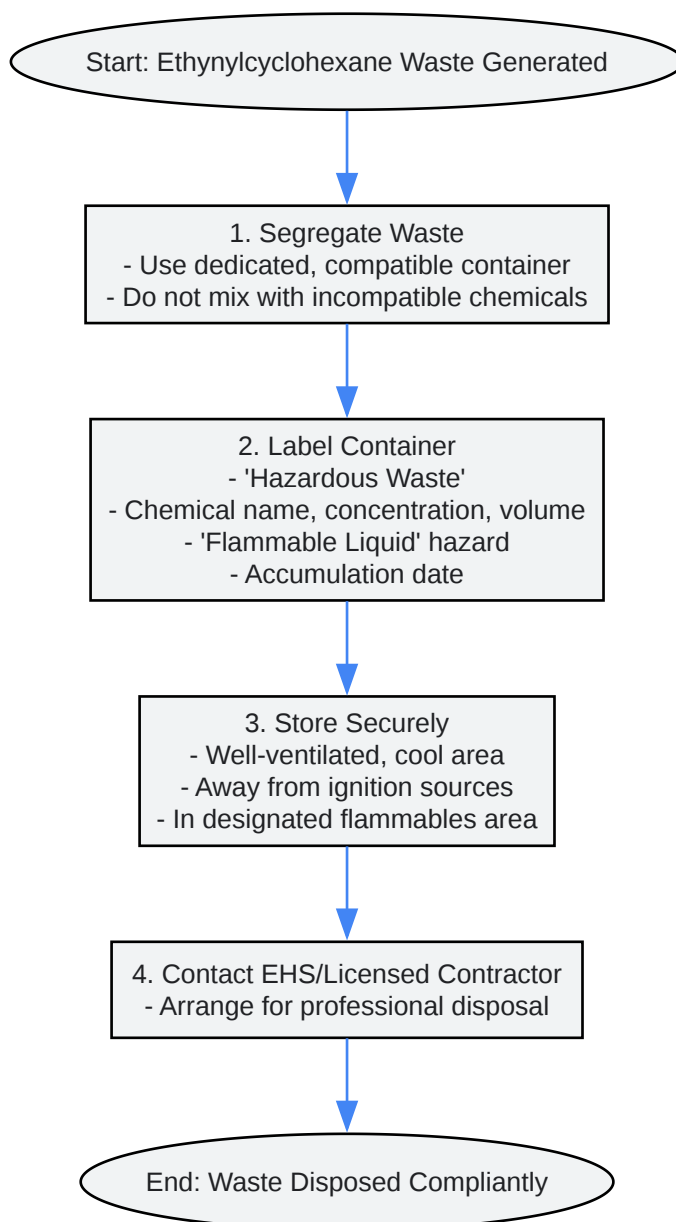 Start: Ethynylcyclohexane Waste Generated
1. Segregate Waste
- Use dedicated, compatible container
- Do not mix with incompatible chemicals
2. Label Container
- 'Hazardous Waste'
- Chemical name, concentration, volume
- 'Flammable Liquid' hazard
- Accumulation date
3. Store Securely
- Well-ventilated, cool area
- Away from ignition sources
- In designated flammables area
4. Contact EHS/Licensed Contractor
- Arrange for professional disposal
End: Waste Disposed Compliantly